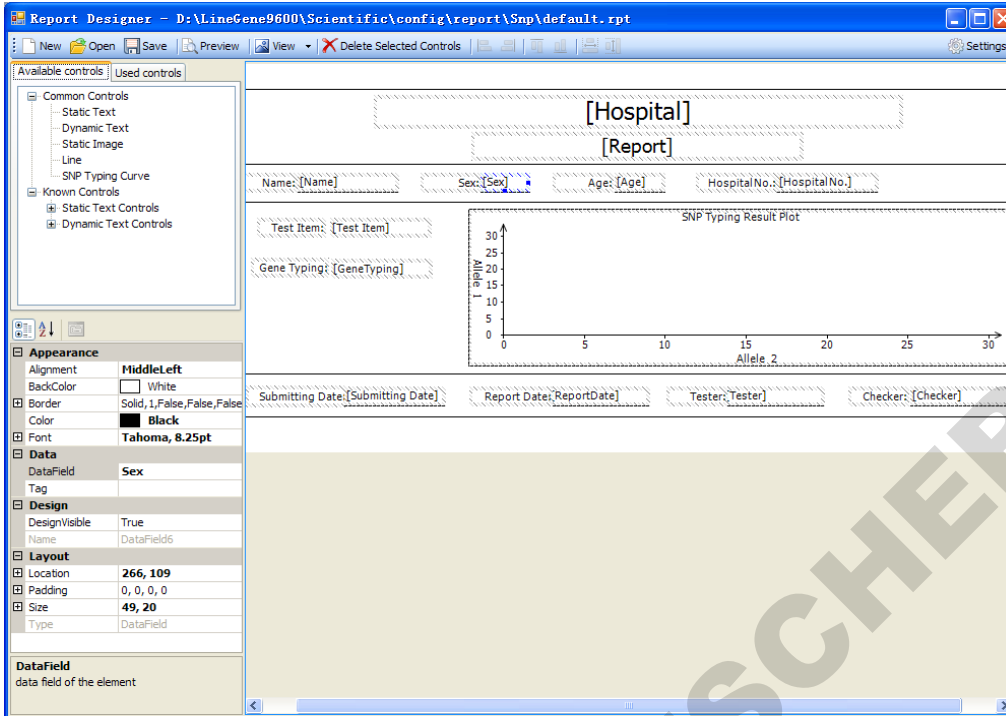 Report Designer - D:\LineGene9600\Scientific\config\report\Snp\default.rpt
New Open Save Preview View Delete Selected Controls Settings
Available controls Used controls
Common Controls
Static Text
Dynamic Text
Static Image
Line
SNP Typing Curve
Known Controls
Static Text Controls
Dynamic Text Controls
Appearance
Alignment MiddleLeft
BackColor White
Border Solid,1,False,False,False
Color Black
Font Tahoma, 8.25pt
Data
DataField Sex
Tag
Design
DesignVisible True
Name DataField6
Layout
Location 266, 109
Padding 0, 0, 0, 0
Size 49, 20
Type DataField
DataField
data field of the element
[Hospital]
[Report]
Name: [Name] Sex: [Sex] Age: [Age] Hospital No.: [Hospital No.]
Test Item: [Test Item]
Gene Typing: [GeneTyping]
SNP Typing Result Plot
Allele 1
30
25
20
15
10
5
0
0 5 10 15 20 25 30
Allele 2
Submitting Date: [Submitting Date] Report Date: [ReportDate] Tester: [Tester] Checker: [Checker]